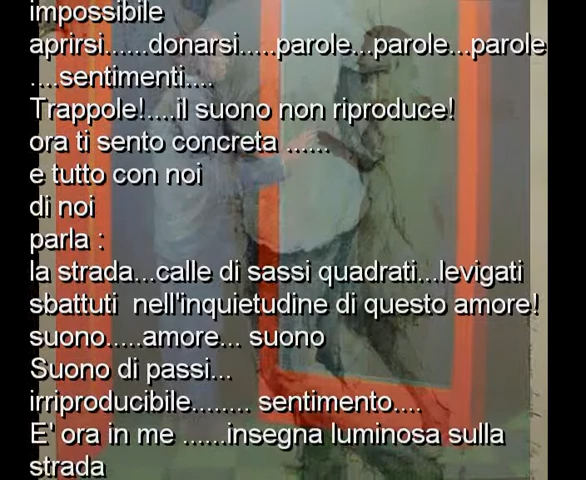 impossibile
aprirsi......donarsi.....parole...parole...parole
....sentimenti....
Trappole!....il suono non riproduce!
ora ti sento concreta ......
e tutto con noi
di noi
parla :
la strada...calle di sassi quadrati...levigati
sbattuti  nell'inquietudine di questo amore!
suono.....amore... suono
Suono di passi...
irriproducibile........ sentimento....
E' ora in me ......insegna luminosa sulla
strada